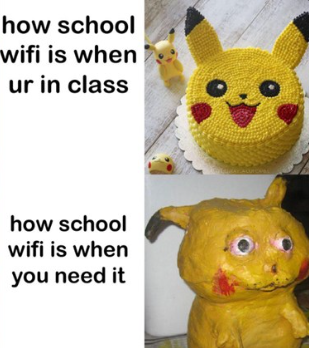 how school
wifi is when
ur in class
how school
wifi is when
you need it